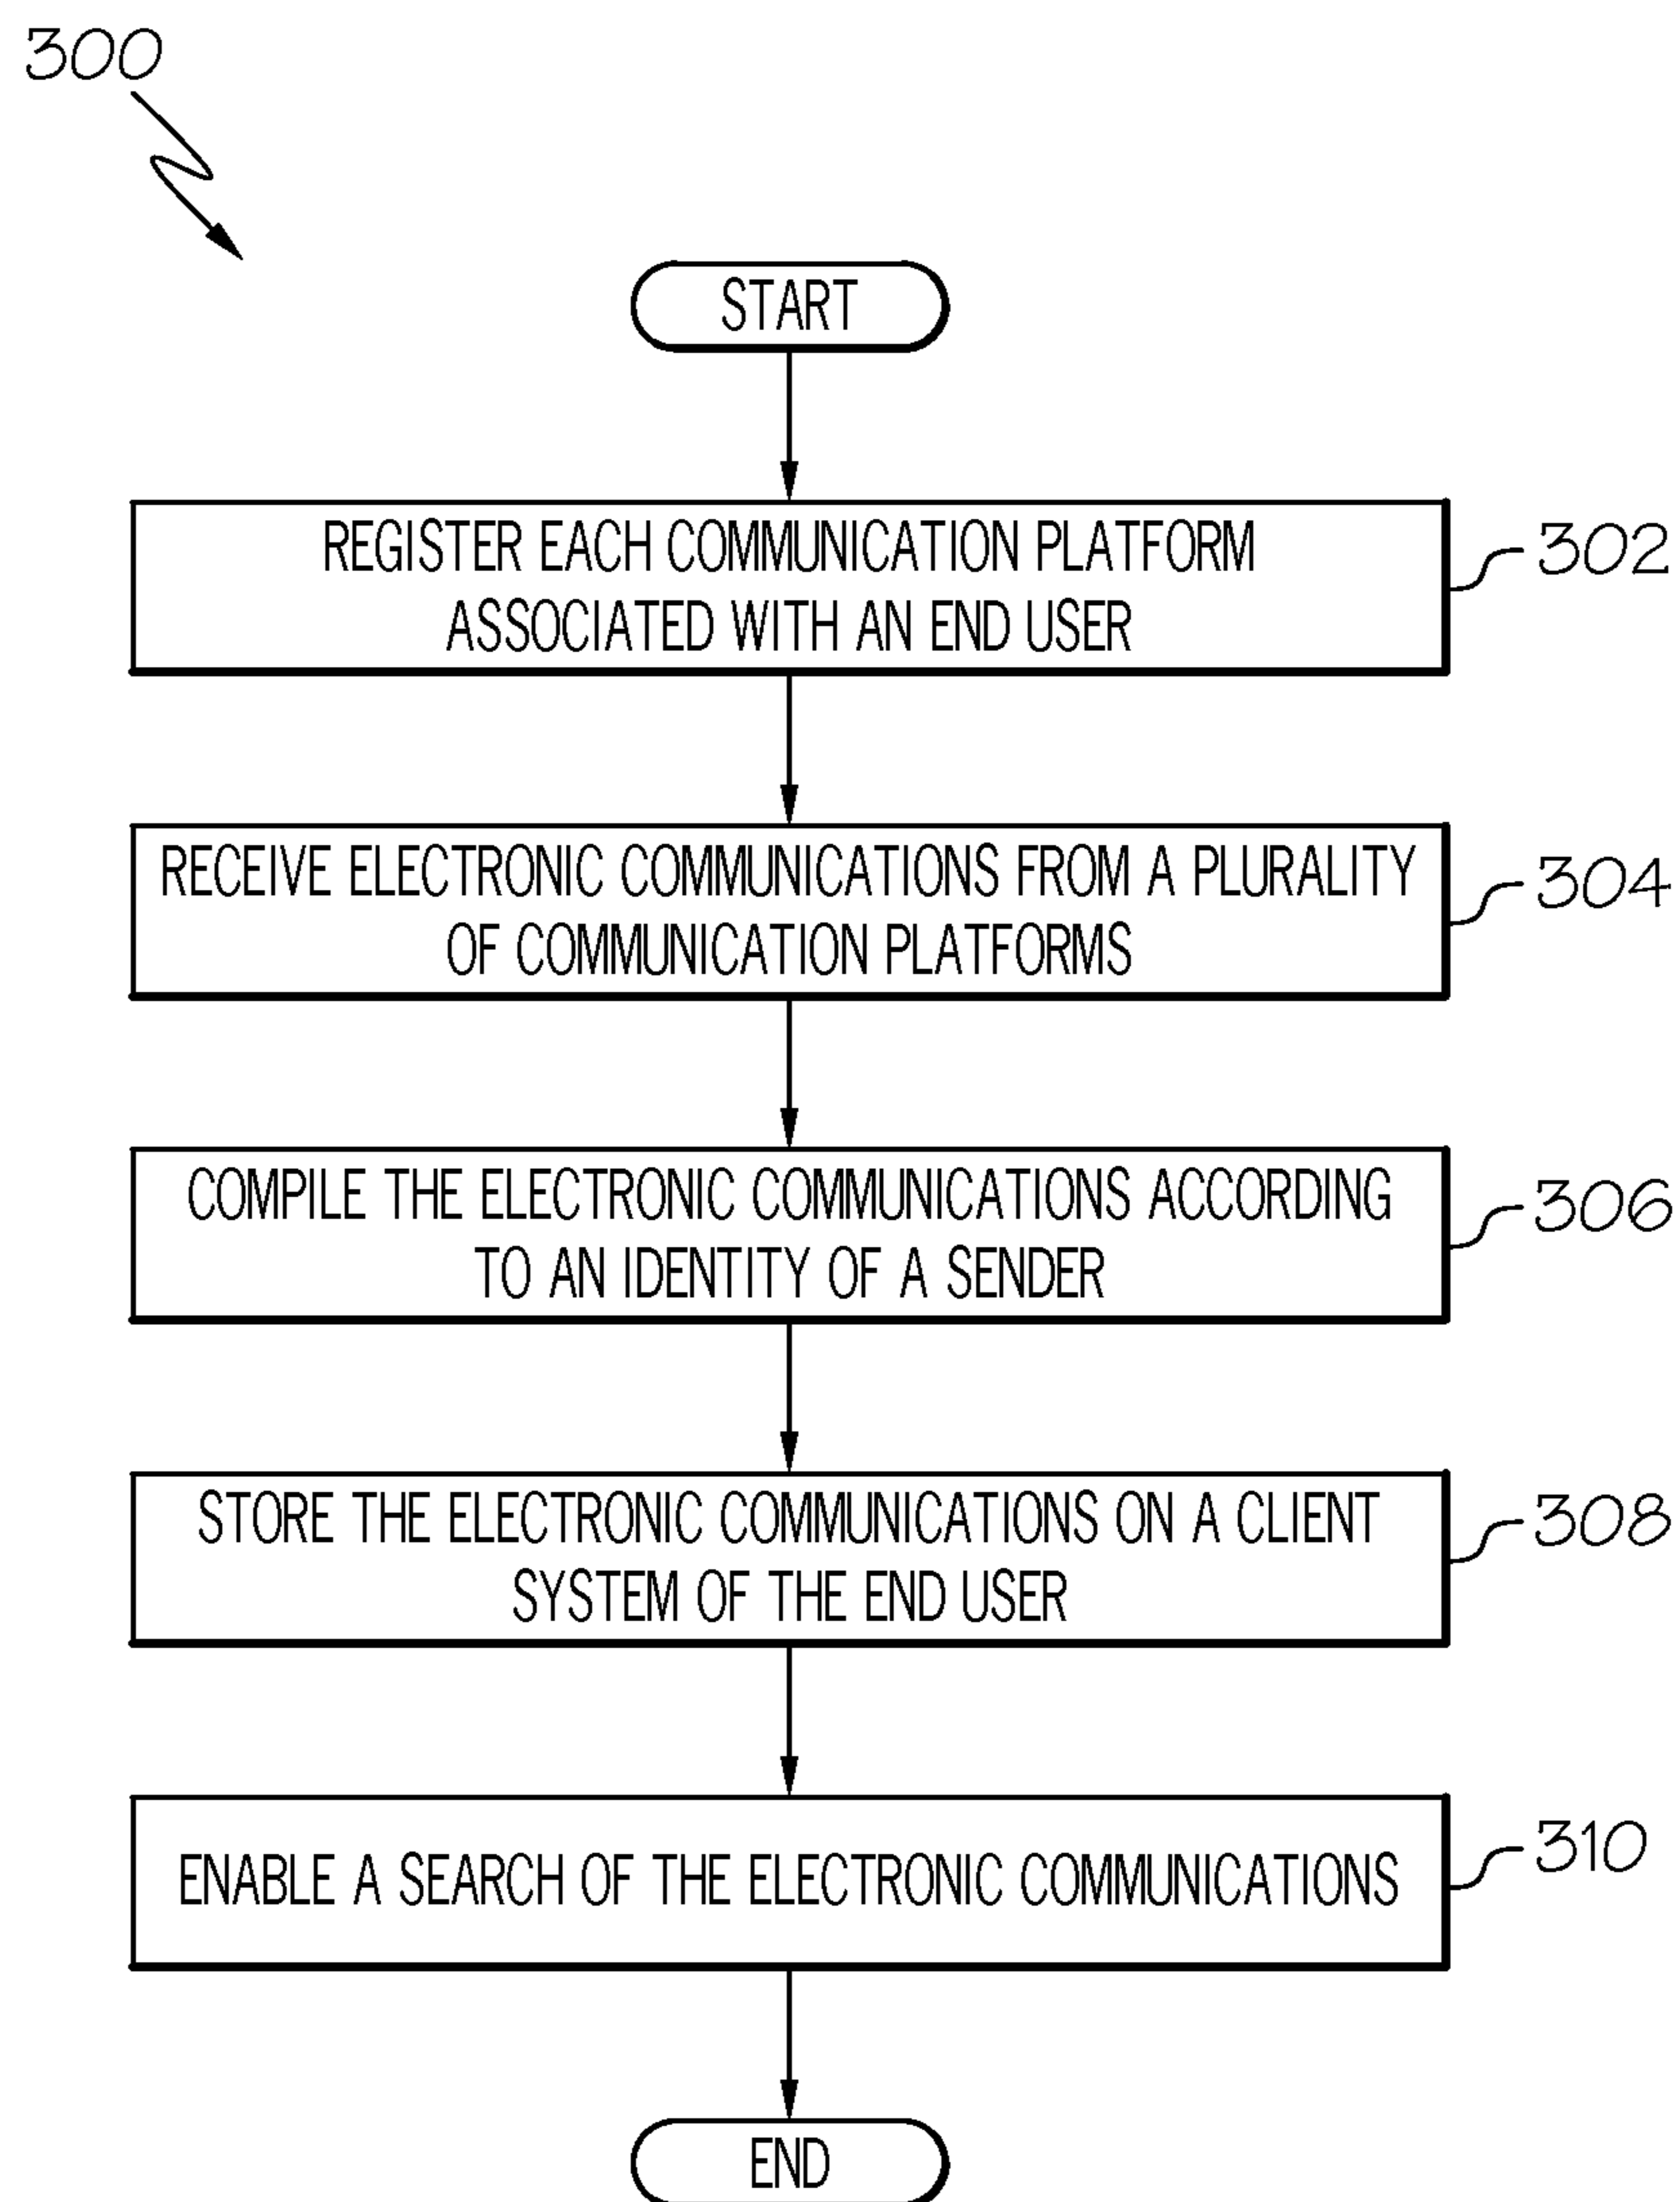 300
START
REGISTER EACH COMMUNICATION PLATFORM
ASSOCIATED WITH AN END USER
302
RECEIVE ELECTRONIC COMMUNICATIONS FROM A PLURALITY
OF COMMUNICATION PLATFORMS
304
COMPILE THE ELECTRONIC COMMUNICATIONS ACCORDING
TO AN IDENTITY OF A SENDER
306
STORE THE ELECTRONIC COMMUNICATIONS ON A CLIENT
SYSTEM OF THE END USER
308
ENABLE A SEARCH OF THE ELECTRONIC COMMUNICATIONS
310
END